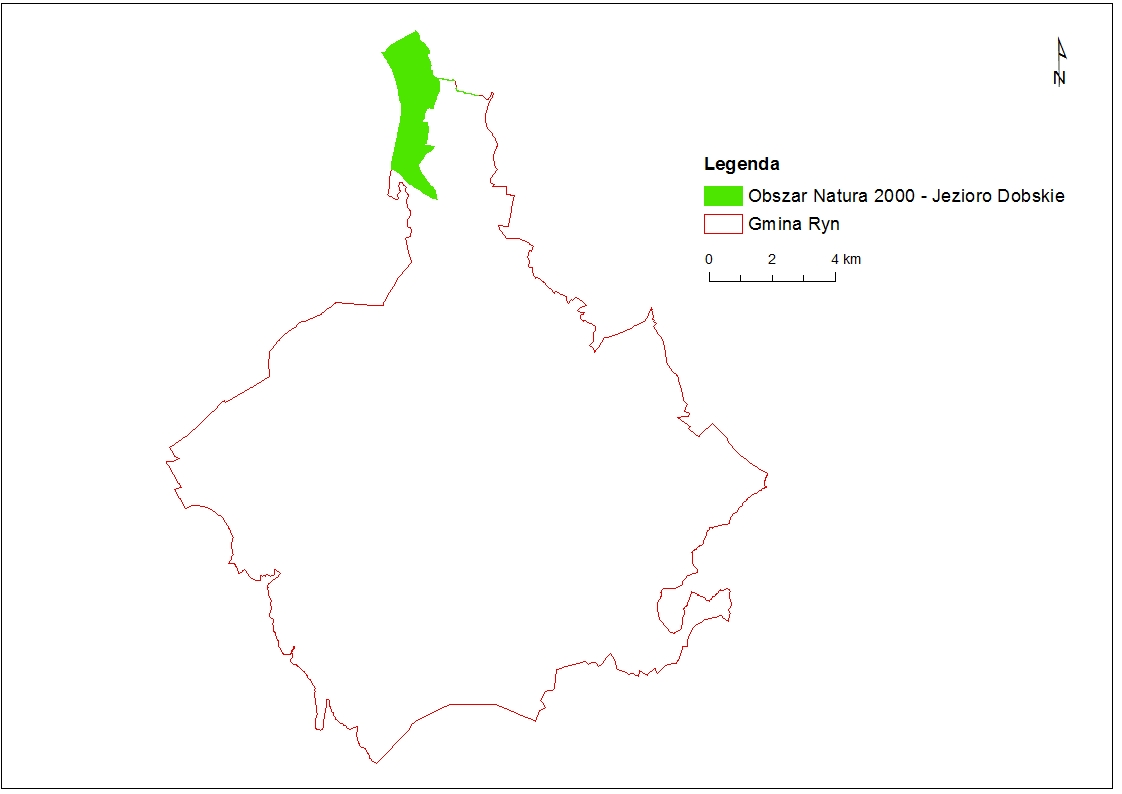 N
Legenda
Obszar Natura 2000 - Jezioro Dobskie
Gmina Ryn
0 2 4 km